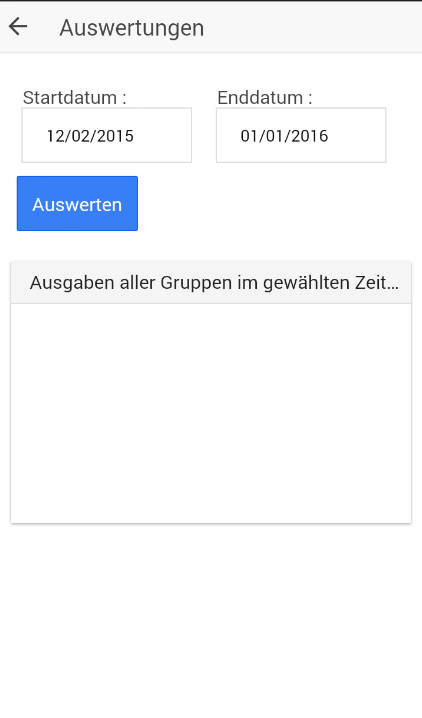 Auswertungen
Startdatum : Enddatum :
12/02/2015 01/01/2016
Auswerten
Ausgaben aller Gruppen im gewählten Zeit...